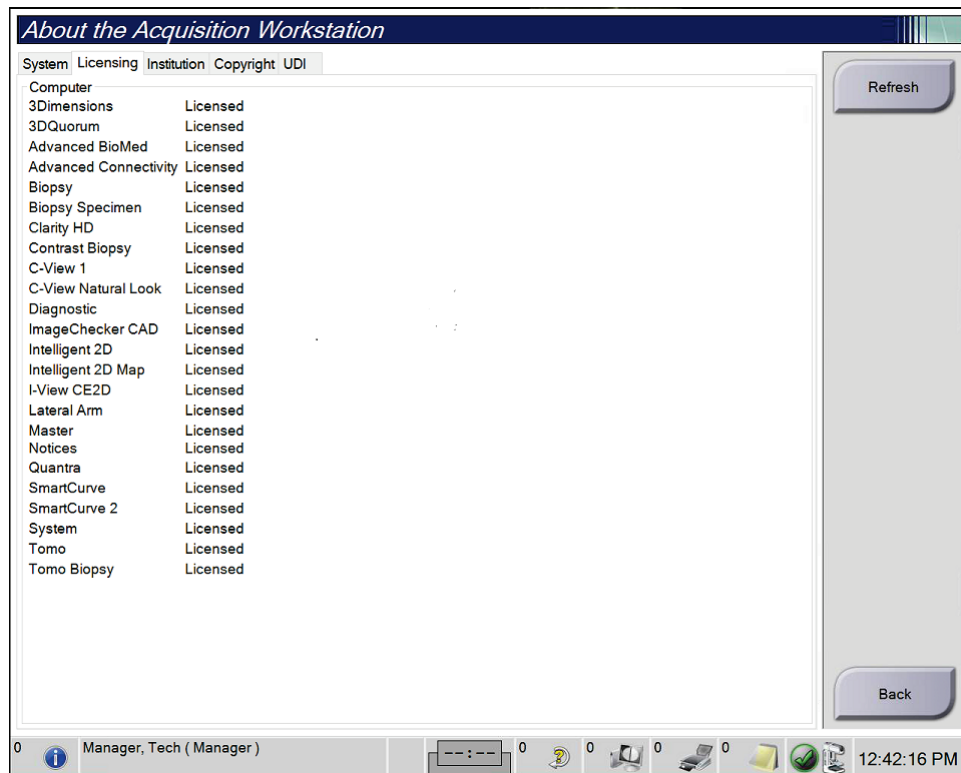 About the Acquisition Workstation
System Licensing Institution Copyright UDI
Computer
3Dimensions Licensed
3DQuorum Licensed
Advanced BioMed Licensed
Advanced Connectivity Licensed
Biopsy Licensed
Biopsy Specimen Licensed
Clarity HD Licensed
Contrast Biopsy Licensed
C-View 1 Licensed
C-View Natural Look Licensed
Diagnostic Licensed
ImageChecker CAD Licensed
Intelligent 2D Licensed
Intelligent 2D Map Licensed
I-View CE2D Licensed
Lateral Arm Licensed
Master Licensed
Notices Licensed
Quantra Licensed
SmartCurve Licensed
SmartCurve 2 Licensed
System Licensed
Tomo Licensed
Tomo Biopsy Licensed
Refresh
Back
0 Manager, Tech ( Manager ) --:-- 0 0 0 0 12:42:16 PM